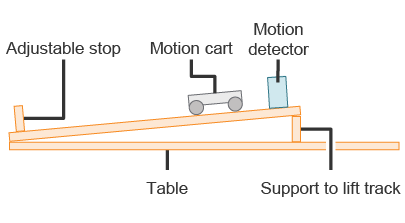 Motion
detector
Adjustable stop
Motion cart
Table
Support to lift track